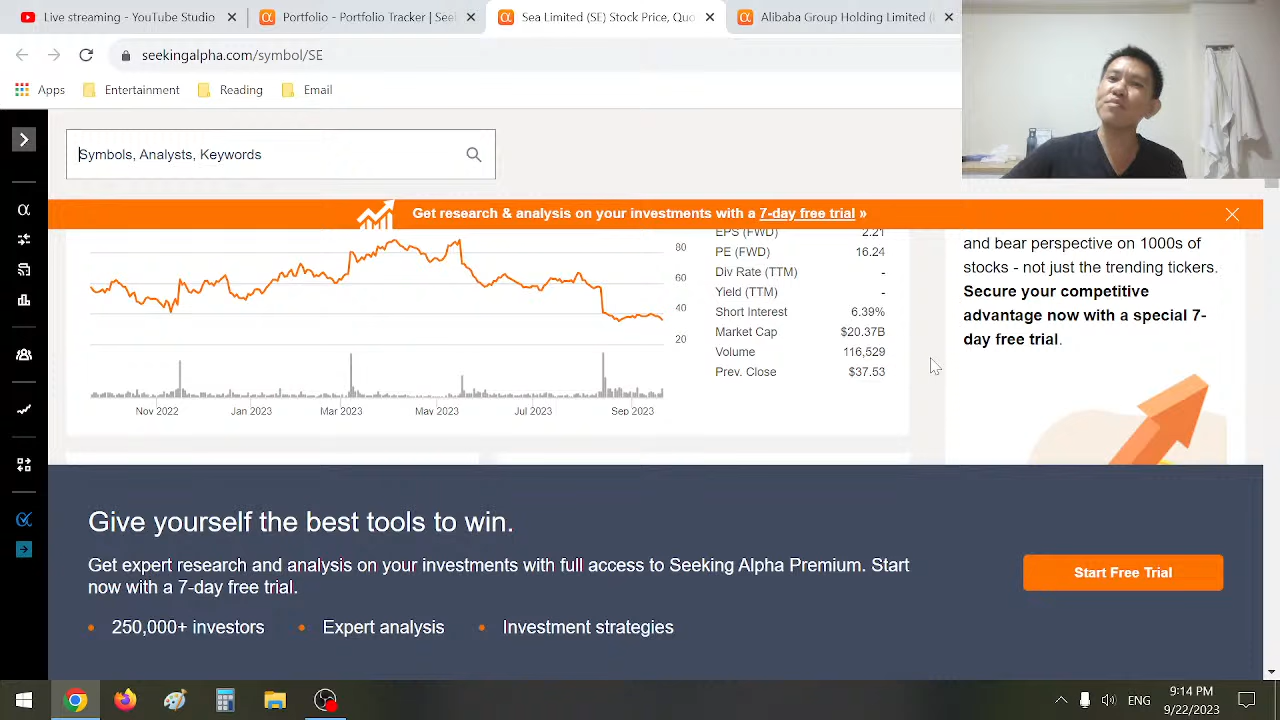 YouTube Studio
Portfolio - Portfolio Tracker | Seek
Sea Limited (SE) Stock Price, Quo
Alibaba Group Holding Limited (
seekingalpha.com/symbol/SE
Apps
Entertainment
Reading
Email
Symbols, Analysts, Keywords
Get research & analysis on your investments with a 7-day free trial »
80
60
40
20
Nov 2022
Jan 2023
Mar 2023
May 2023
Jul 2023
Sep 2023
EPS (FWD) 2.21
PE (FWD) 16.24
Div Rate (TTM) -
Yield (TTM) -
Short Interest 6.39%
Market Cap $20.37B
Volume 116,529
Prev. Close $37.53
and bear perspective on 1000s of
stocks - not just the trending tickers.
Secure your competitive
advantage now with a special 7-
day free trial.
Give yourself the best tools to win.
Get expert research and analysis on your investments with full access to Seeking Alpha Premium. Start
now with a 7-day free trial.
250,000+ investors
Expert analysis
Investment strategies
Start Free Trial
ENG
9:14 PM
9/22/2023